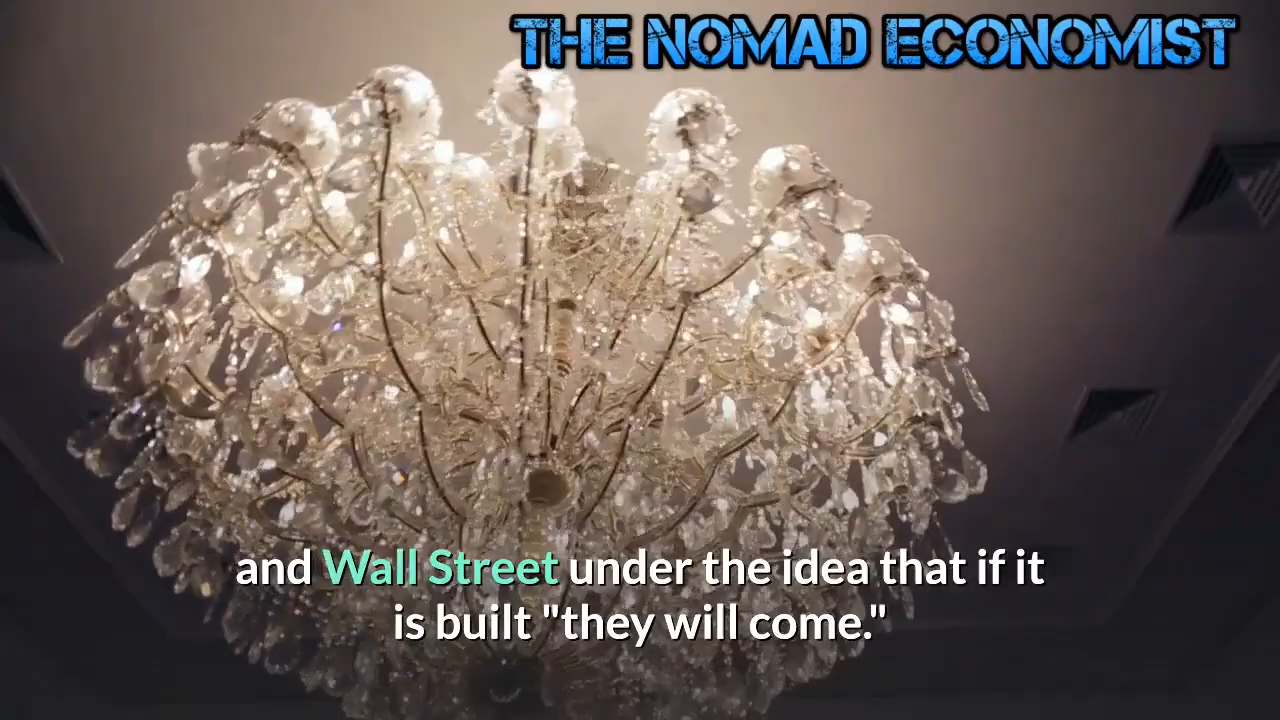 THE NOMAD ECONOMIST
and Wall Street under the idea that if it
is built "they will come."